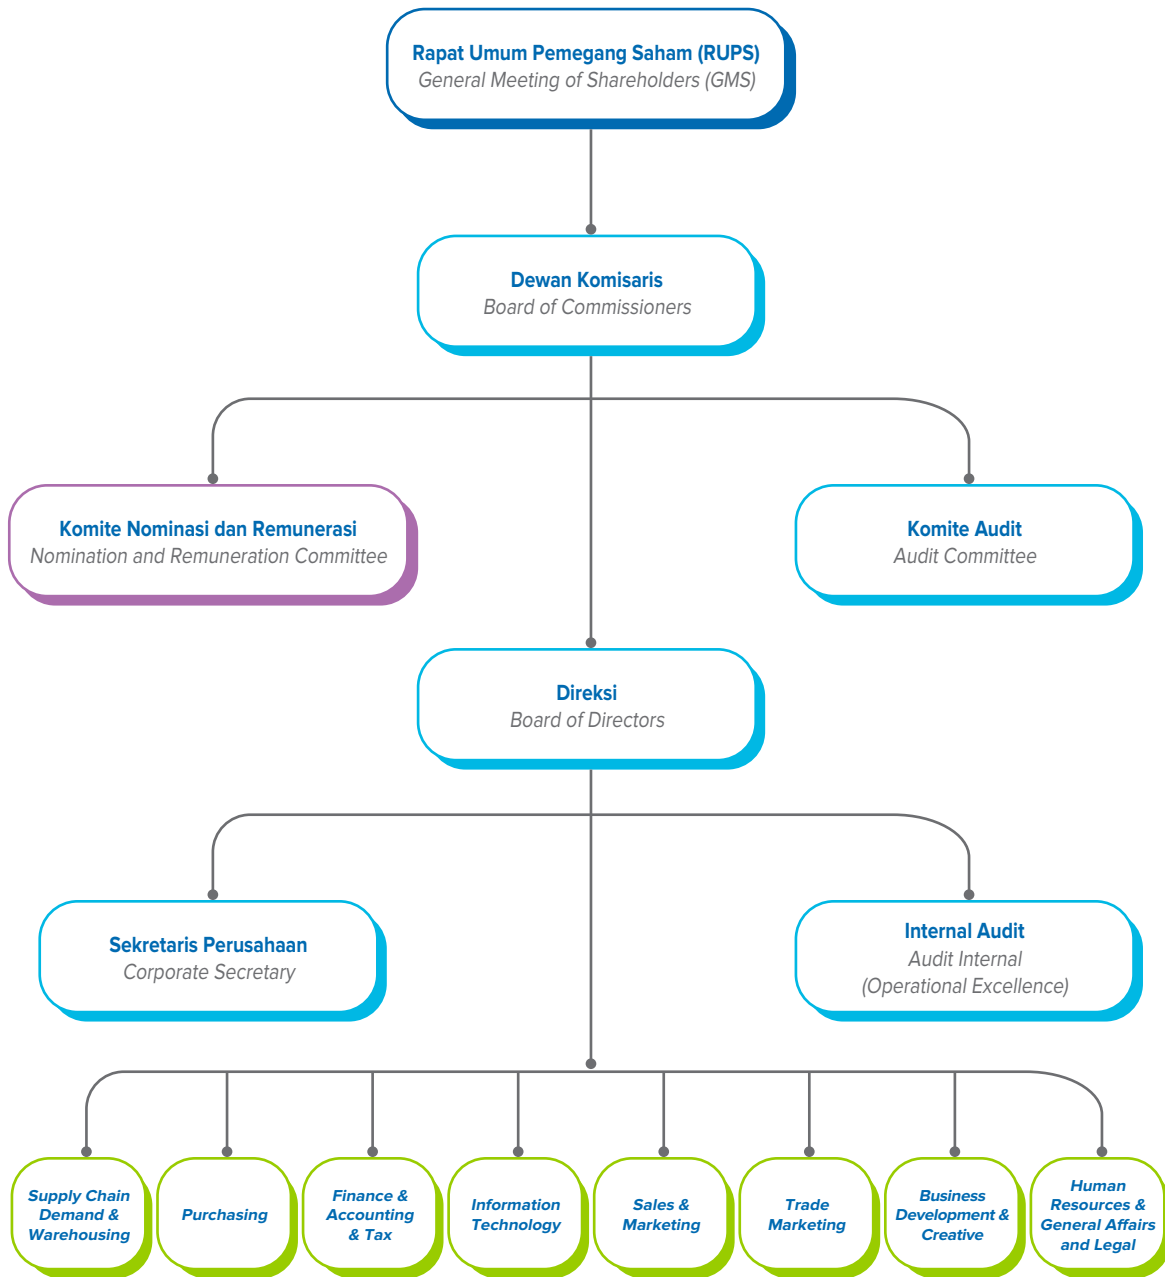 Rapat Umum Pemegang Saham (RUPS)
General Meeting of Shareholders (GMS)
Dewan Komisaris
Board of Commissioners
Komite Nominasi dan Remunerasi
Nomination and Remuneration Committee
Komite Audit
Audit Committee
Direksi
Board of Directors
Sekretaris Perusahaan
Corporate Secretary
Internal Audit
Audit Internal
(Operational Excellence)
Supply Chain
Demand &
Warehousing
Purchasing
Finance &
Accounting
& Tax
Information
Technology
Sales &
Marketing
Trade
Marketing
Business
Development &
Creative
Human
Resources &
General Affairs
and Legal